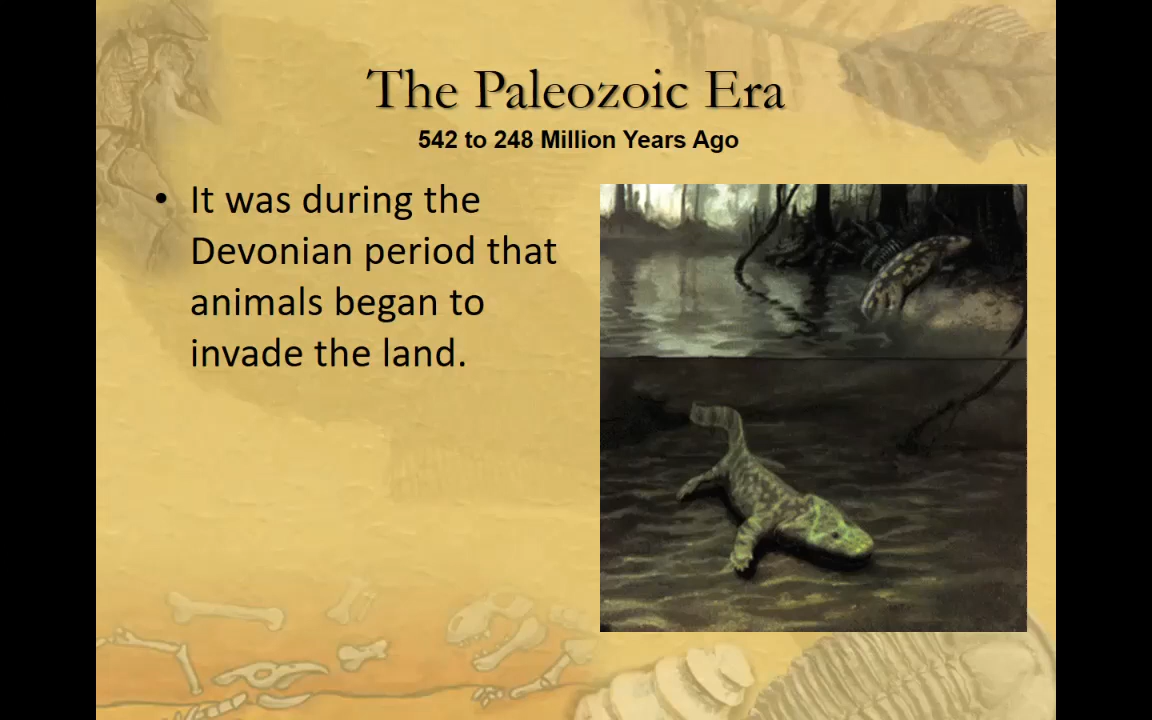 The Paleozoic Era
542 to 248 Million Years Ago
• It was during the
Devonian period that
animals began to
invade the land.